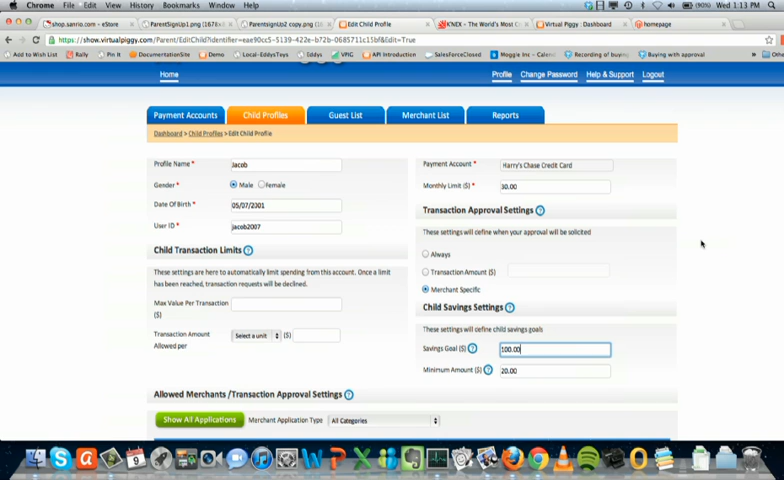 Chrome File Edit View History Bookmarks Window Help
(90%) Wed 1:13 PM
shop.sanrio.com - eStore
ParentSignUp1.png (1678×1
ParentsignUp2 copy.png (1
Edit Child Profile
K'NEX – The World's Most C
Virtual Piggy : Dashboard
homepage
https://show.virtualpiggy.com/Parent/EditChild?identifier=eae90cc5-5139-422e-b72b-0685711c15bf&Edit=True
Add to Wish List
Rally
Pin It
DocumentationSite
Demo
Local-EddysToys
Eddys
VPIG
API Introduction
SalesForceClosed
Moggle Inc - Calen
Recording of buying
Buying with approval
Home
Profile Change Password Help & Support Logout
Payment Accounts
Child Profiles
Guest List
Merchant List
Reports
Dashboard > Child Profiles > Edit Child Profile
Profile Name * Jacob
Gender * Male Female
Date Of Birth * 05/07/2001
User ID * jacob2007
Child Transaction Limits ?
These settings are here to automatically limit spending from this account. Once a limit
has been reached, transaction requests will be declined.
Max Value Per Transaction
($)
Transaction Amount Select a unit ($)
Allowed per
Payment Account * Harry's Chase Credit Card
Monthly Limit ($) * 30.00
Transaction Approval Settings ?
These settings will define when your approval will be solicited
Always
Transaction Amount ($)
Merchant Specific
Child Savings Settings ?
These settings will define child savings goals
Savings Goal ($) ? 100.00
Minimum Amount ($) ? 20.00
Allowed Merchants /Transaction Approval Settings ?
Show All Applications Merchant Application Type All Categories